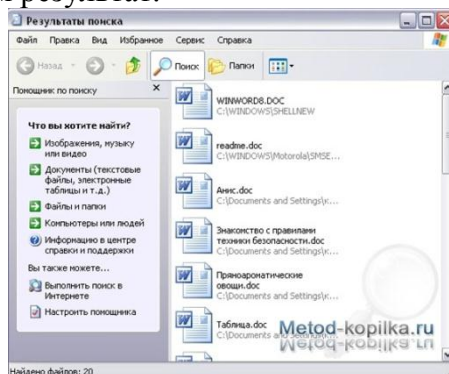 Результаты поиска
Файл Правка Вид Избранное Сервис Справка
Назад Поиск Папки
Помощник по поиску
Что вы хотите найти?
Изображения, музыку
или видео
Документы (текстовые
файлы, электронные
таблицы и т.д.)
Файлы и папки
Компьютеры или людей
Информацию в центре
справки и поддержки
Вы также можете...
Выполнить поиск в
Интернете
Настроить помощника
WINWORD8.DOC
C:\WINDOWS\SHELLNEW
readme.doc
C:\WINDOWS\Motorola\SMSE...
Анис.doc
C:\Documents and Settings\к...
Знакомство с правилами
техники безопасности.doc
C:\Documents and Settings\к...
Пряноароматические
овощи.doc
C:\Documents and Settings\к...
Таблица.doc
C:\Documents and
Metod-kopilka.ru
Найдено файлов: 20